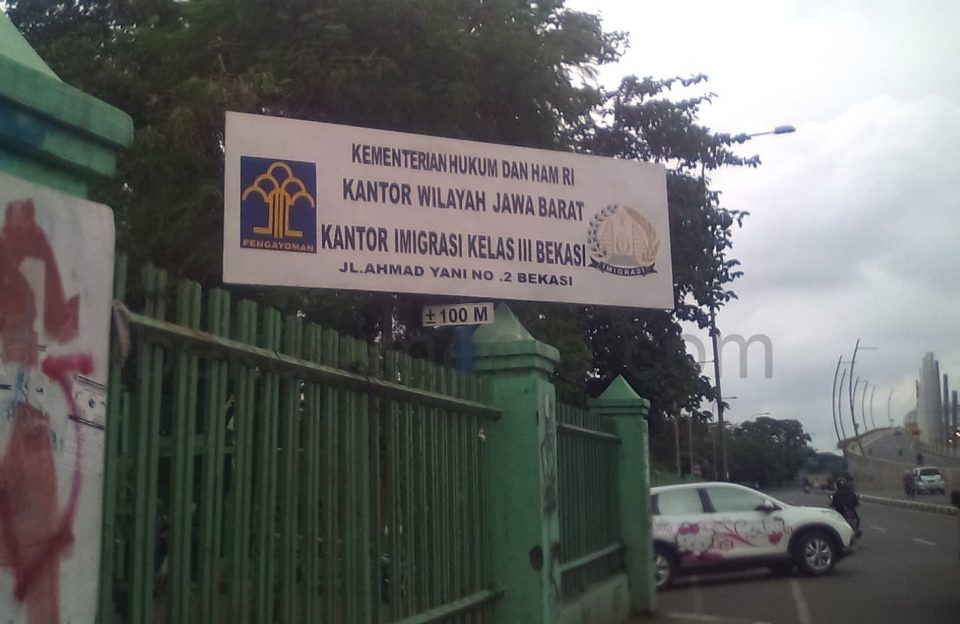 KEMENTERIAN HUKUM DAN HAM RI
KANTOR WILAYAH JAWA BARAT
KANTOR IMIGRASI KELAS III BEKASI
JL.AHMAD YANI NO .2 BEKASI
PENGAYOMAN
IMIGRASI
± 100 M